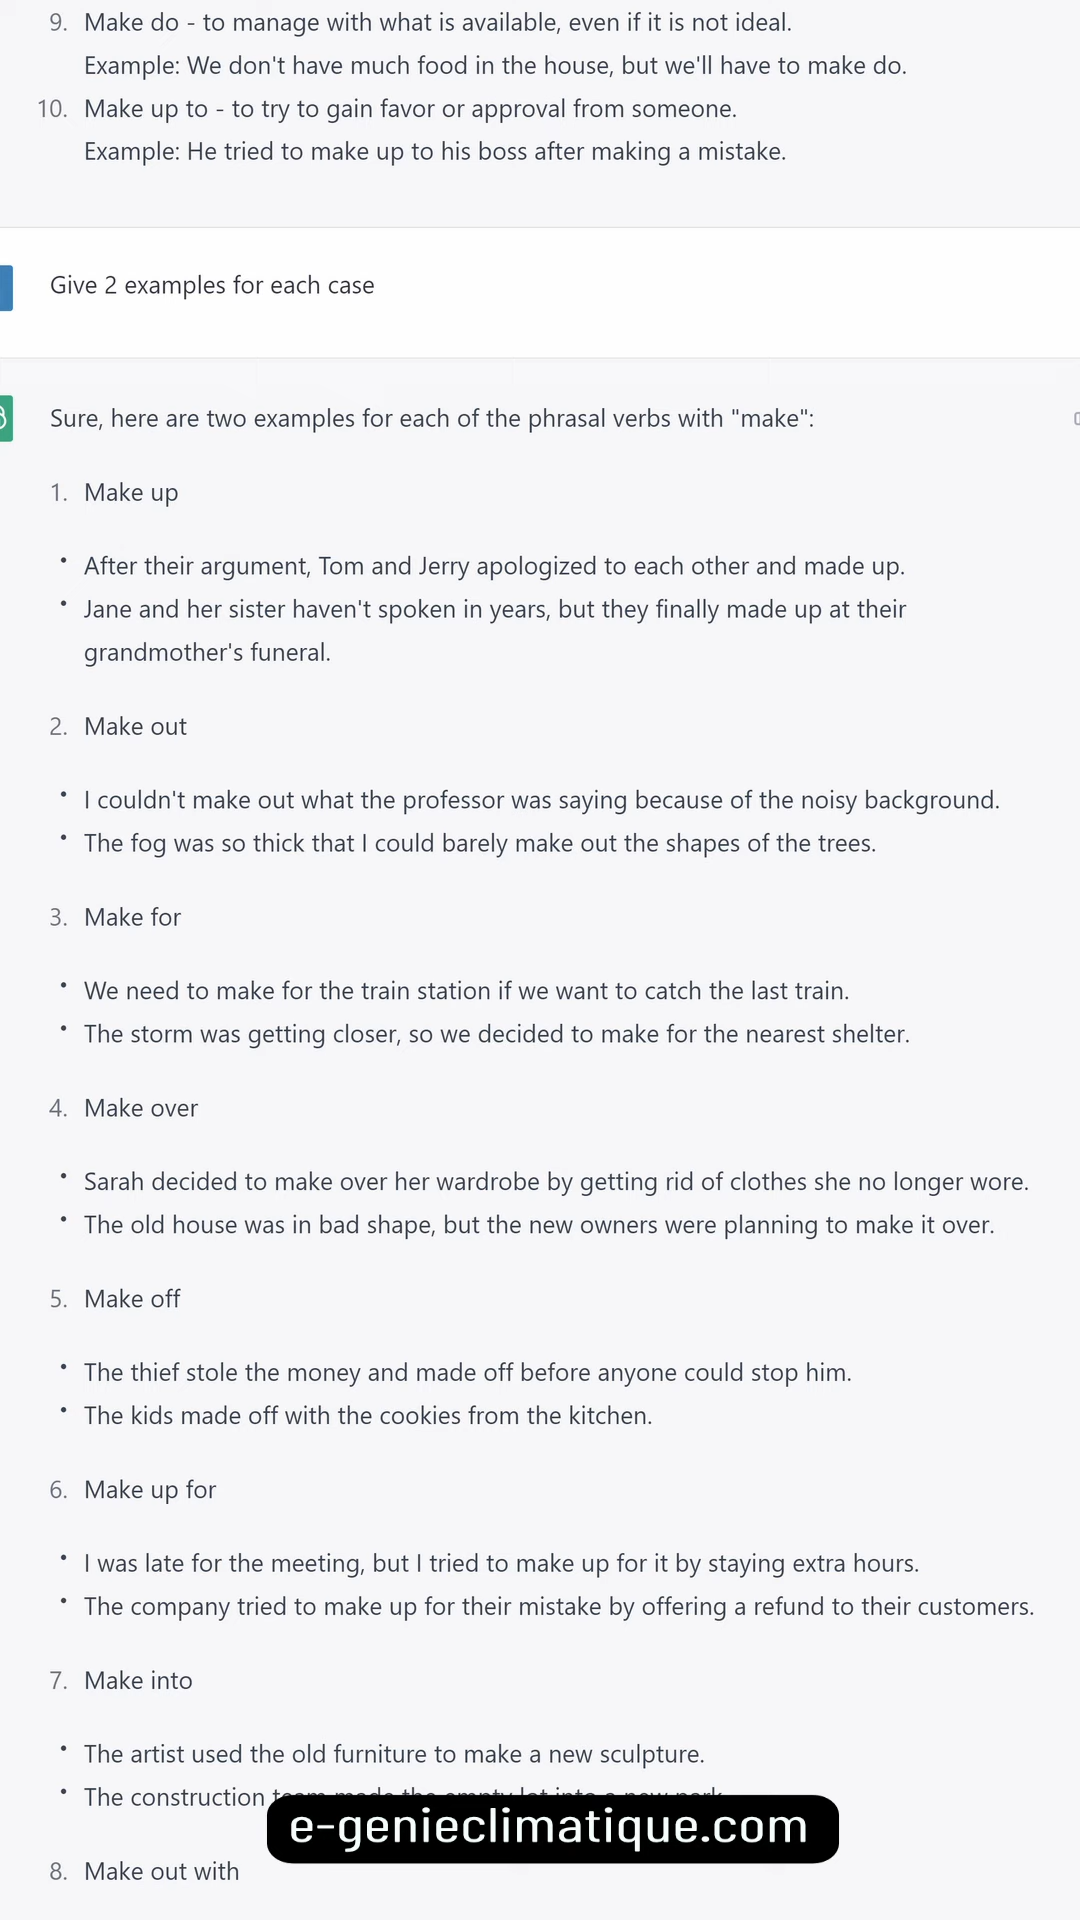 9. Make do - to manage with what is available, even if it is not ideal.
Example: We don't have much food in the house, but we'll have to make do.
10. Make up to - to try to gain favor or approval from someone.
Example: He tried to make up to his boss after making a mistake.
Give 2 examples for each case
Sure, here are two examples for each of the phrasal verbs with "make":
1. Make up
• After their argument, Tom and Jerry apologized to each other and made up.
• Jane and her sister haven't spoken in years, but they finally made up at their
grandmother's funeral.
2. Make out
• I couldn't make out what the professor was saying because of the noisy background.
• The fog was so thick that I could barely make out the shapes of the trees.
3. Make for
• We need to make for the train station if we want to catch the last train.
• The storm was getting closer, so we decided to make for the nearest shelter.
4. Make over
• Sarah decided to make over her wardrobe by getting rid of clothes she no longer wore.
• The old house was in bad shape, but the new owners were planning to make it over.
5. Make off
• The thief stole the money and made off before anyone could stop him.
• The kids made off with the cookies from the kitchen.
6. Make up for
• I was late for the meeting, but I tried to make up for it by staying extra hours.
• The company tried to make up for their mistake by offering a refund to their customers.
7. Make into
• The artist used the old furniture to make a new sculpture.
• The construction team made the empty lot into a new park.
e-genieclimatique.com
8. Make out with